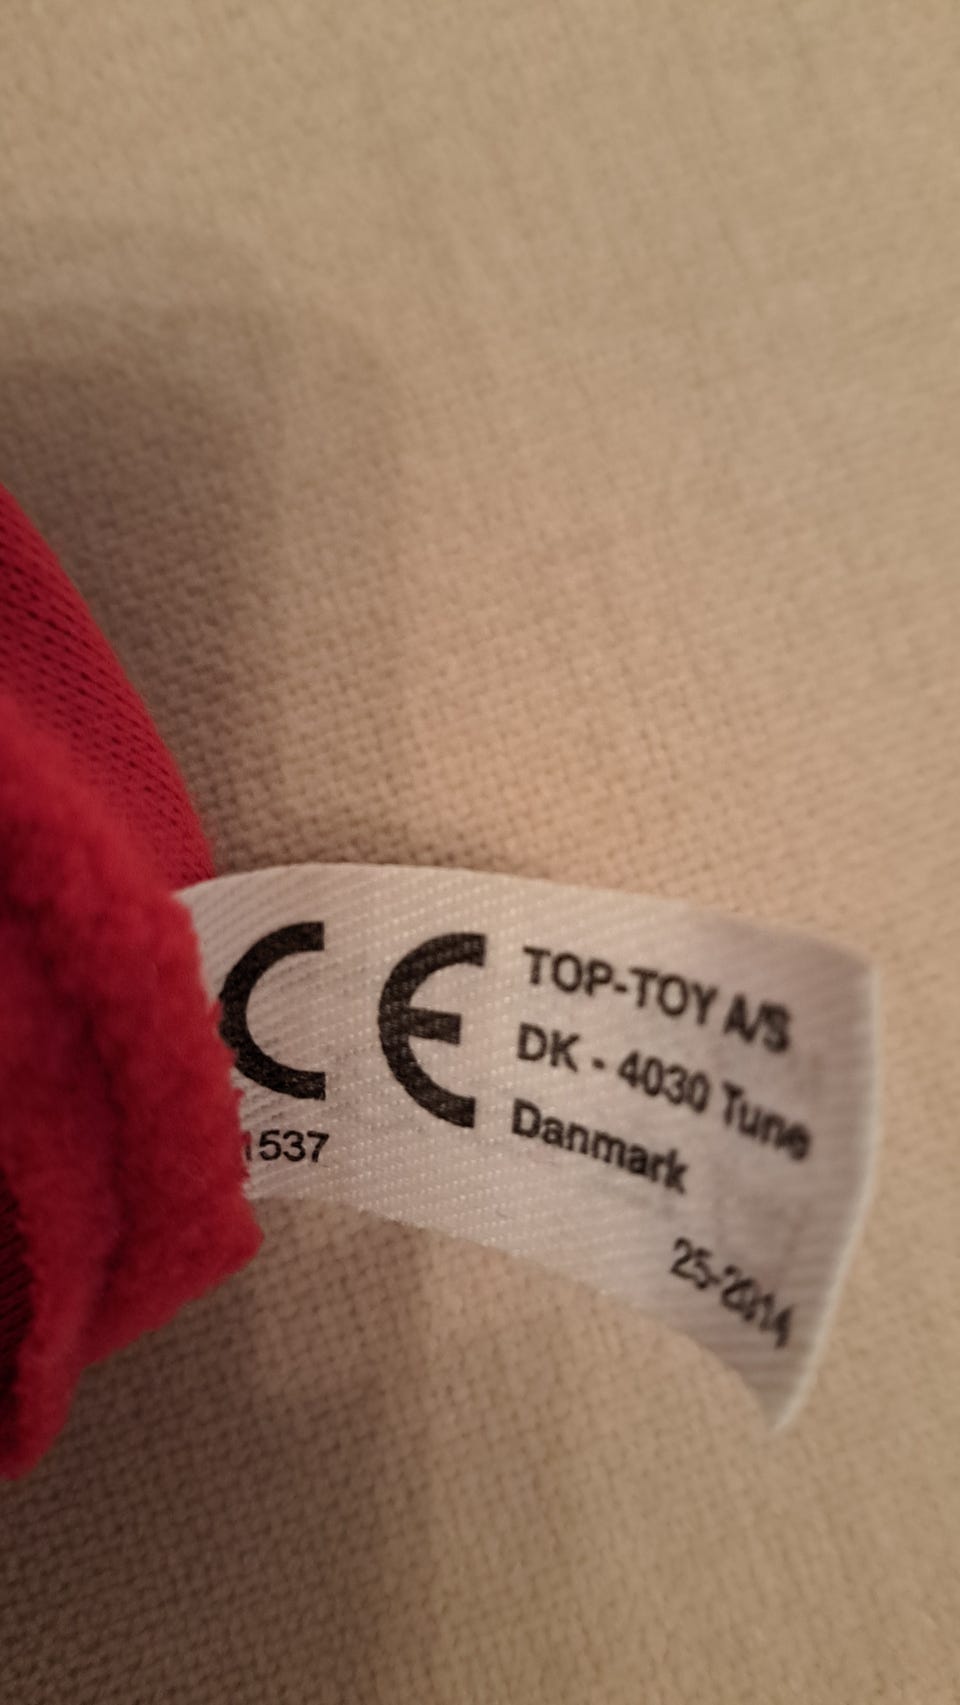 CE
TOP-TOY A/S
DK - 4030 Tune
Danmark
1537
25-2014